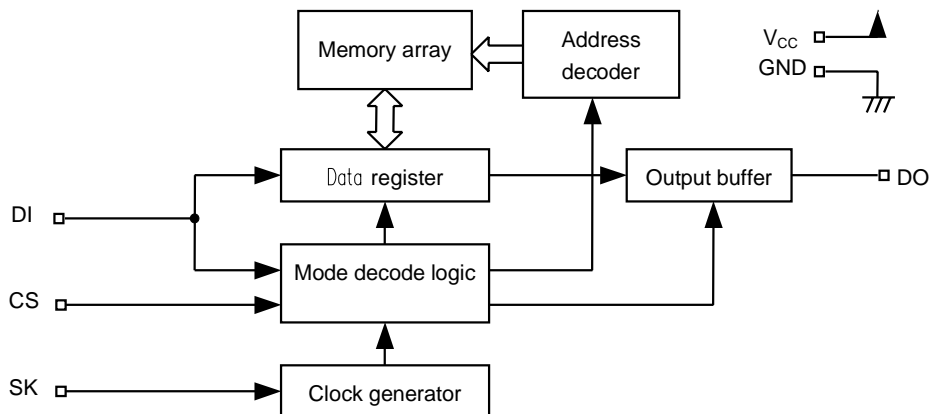 Memory array
Address
decoder
VCC
GND
Data register
Output buffer
DO
DI
Mode decode logic
CS
SK
Clock generator